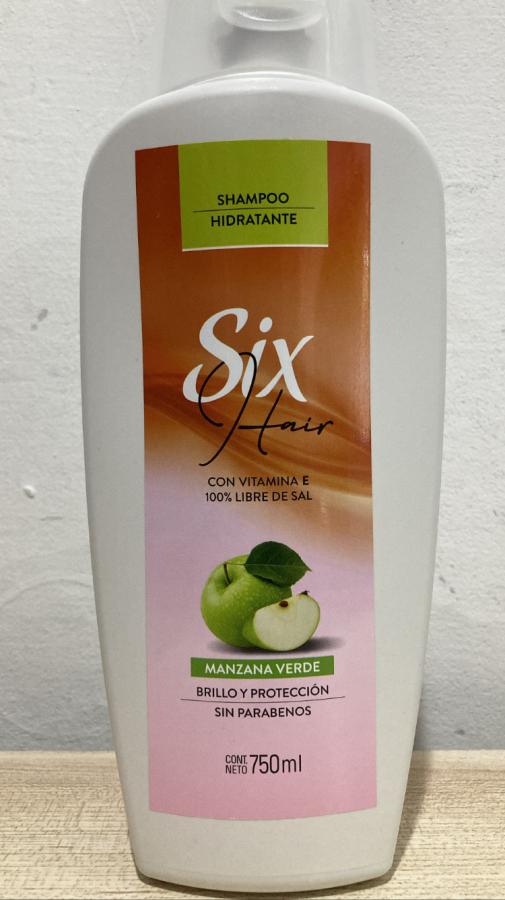 SHAMPOO
HIDRATANTE
Six
Hair
CON VITAMINA E
100% LIBRE DE SAL
MANZANA VERDE
BRILLO Y PROTECCIÓN
SIN PARABENOS
CONT.
NETO 750ml